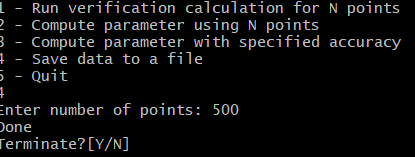 1 - Run verification calculation for N points
2 - Compute parameter using N points
3 - Compute parameter with specified accuracy
4 - Save data to a file
5 - Quit
4
Enter number of points: 500
Done
Terminate?[Y/N]